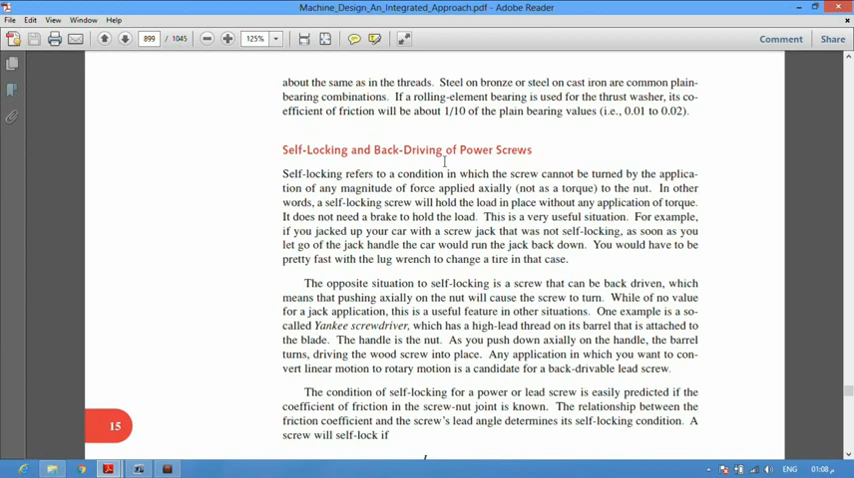 Machine_Design_An_Integrated_Approach.pdf - Adobe Reader
File Edit View Window Help
899 / 1045 125% Comment Share
about the same as in the threads. Steel on bronze or steel on cast iron are common plain-
bearing combinations. If a rolling-element bearing is used for the thrust washer, its co-
efficient of friction will be about 1/10 of the plain bearing values (i.e., 0.01 to 0.02).
Self-Locking and Back-Driving of Power Screws
Self-locking refers to a condition in which the screw cannot be turned by the applica-
tion of any magnitude of force applied axially (not as a torque) to the nut. In other
words, a self-locking screw will hold the load in place without any application of torque.
It does not need a brake to hold the load. This is a very useful situation. For example,
if you jacked up your car with a screw jack that was not self-locking, as soon as you
let go of the jack handle the car would run the jack back down. You would have to be
pretty fast with the lug wrench to change a tire in that case.
The opposite situation to self-locking is a screw that can be back driven, which
means that pushing axially on the nut will cause the screw to turn. While of no value
for a jack application, this is a useful feature in other situations. One example is a so-
called Yankee screwdriver, which has a high-lead thread on its barrel that is attached to
the blade. The handle is the nut. As you push down axially on the handle, the barrel
turns, driving the wood screw into place. Any application in which you want to con-
vert linear motion to rotary motion is a candidate for a back-drivable lead screw.
The condition of self-locking for a power or lead screw is easily predicted if the
coefficient of friction in the screw-nut joint is known. The relationship between the
friction coefficient and the screw's lead angle determines its self-locking condition. A
screw will self-lock if
15
ENG 01:08 م